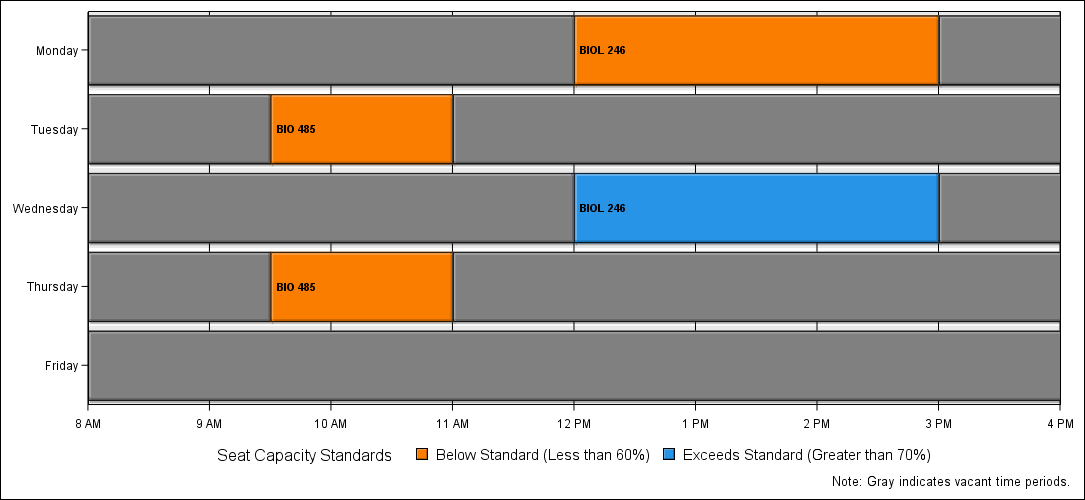 Monday
BIOL 246
Tuesday
BIO 485
Wednesday
BIOL 246
Thursday
BIO 485
Friday
8 AM 9 AM 10 AM 11 AM 12 PM 1 PM 2 PM 3 PM 4 PM
Seat Capacity Standards Below Standard (Less than 60%) Exceeds Standard (Greater than 70%)
Note: Gray indicates vacant time periods.